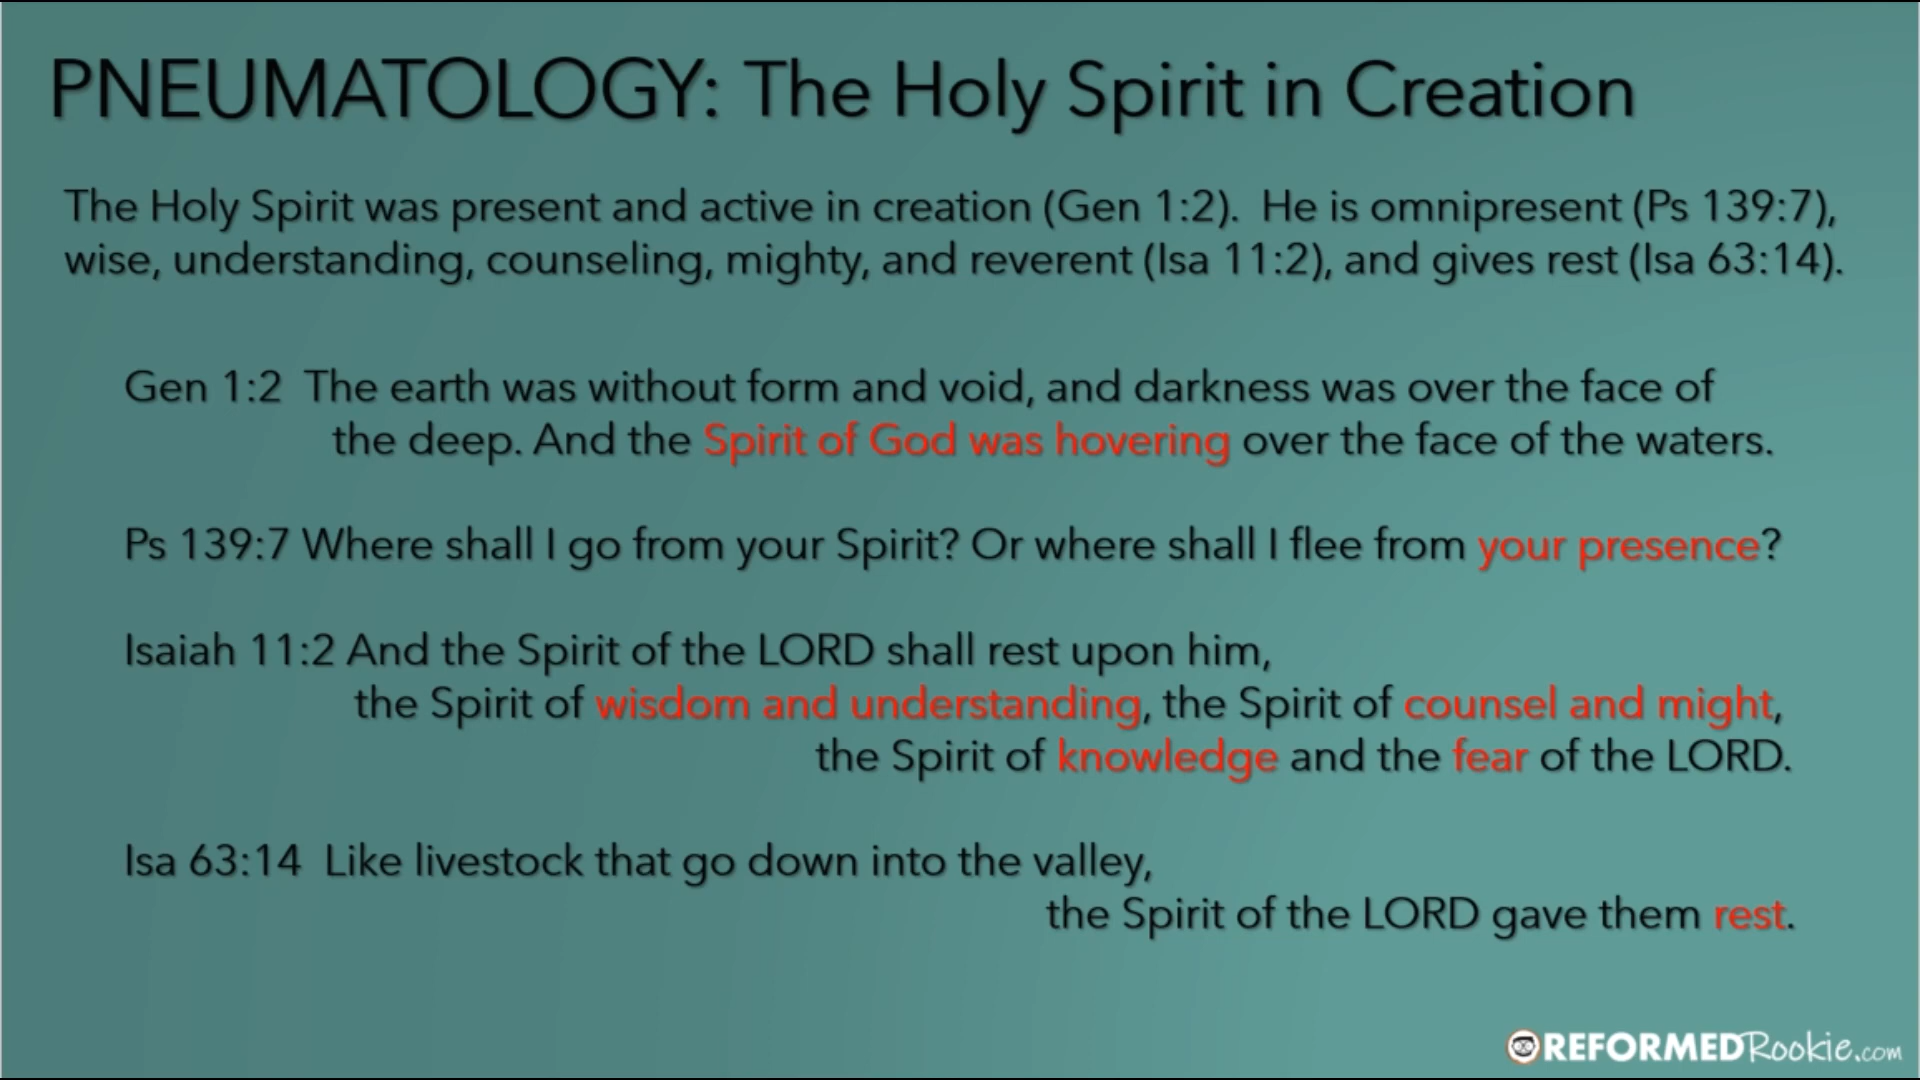 PNEUMATOLOGY: The Holy Spirit in Creation
The Holy Spirit was present and active in creation (Gen 1:2). He is omnipresent (Ps 139:7),
wise, understanding, counseling, mighty, and reverent (Isa 11:2), and gives rest (Isa 63:14).
Gen 1:2 The earth was without form and void, and darkness was over the face of
the deep. And the Spirit of God was hovering over the face of the waters.
Ps 139:7 Where shall I go from your Spirit? Or where shall I flee from your presence?
Isaiah 11:2 And the Spirit of the LORD shall rest upon him,
the Spirit of wisdom and understanding, the Spirit of counsel and might,
the Spirit of knowledge and the fear of the LORD.
Isa 63:14 Like livestock that go down into the valley,
the Spirit of the LORD gave them rest.
REFORMEDRookie.com